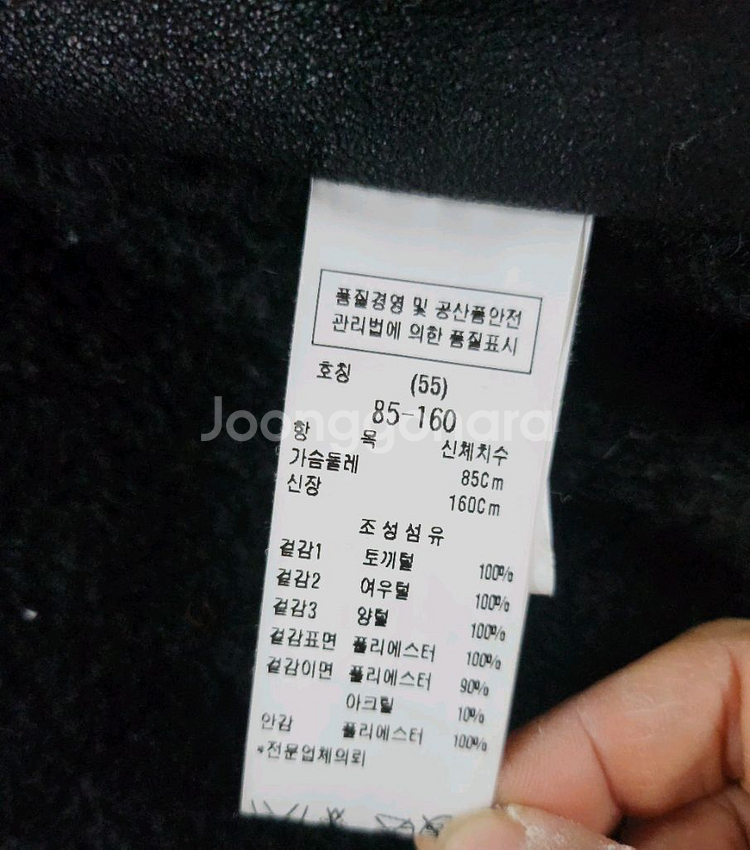 품질경영 및 공산품안전
관리법에 의한 품질표시
호칭 (55)
85-160
항 목 신체치수
가슴둘레 85Cm
신장 160Cm
조성섬유
겉감1 토끼털 100%
겉감2 여우털 100%
겉감3 양털 100%
겉감표면 폴리에스터 100%
겉감이면 폴리에스터 90%
아크릴 10%
안감 폴리에스터 100%
*전문업체의뢰
Joonggonara